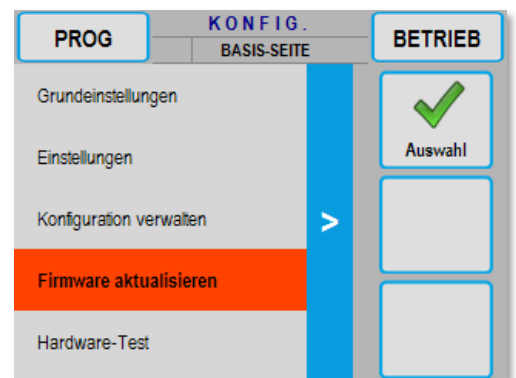 PROG
KONFIG.
BASIS-SEITE
BETRIEB
Grundeinstellungen
Einstellungen
Konfiguration verwalten
Firmware aktualisieren
Hardware-Test
>
Auswahl